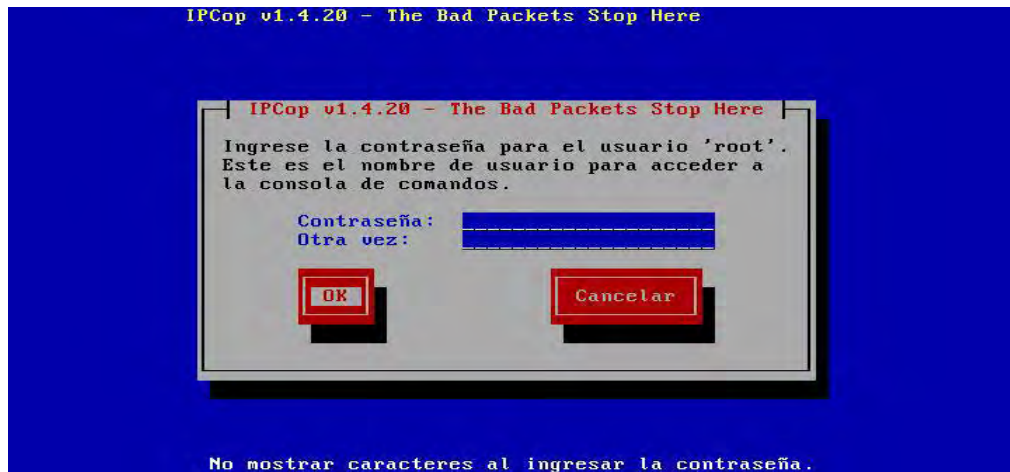 IPCop v1.4.20 - The Bad Packets Stop Here
IPCop v1.4.20 - The Bad Packets Stop Here
Ingrese la contraseña para el usuario 'root'.
Este es el nombre de usuario para acceder a
la consola de comandos.
Contraseña:
Otra vez:
OK Cancelar
No mostrar caracteres al ingresar la contraseña.